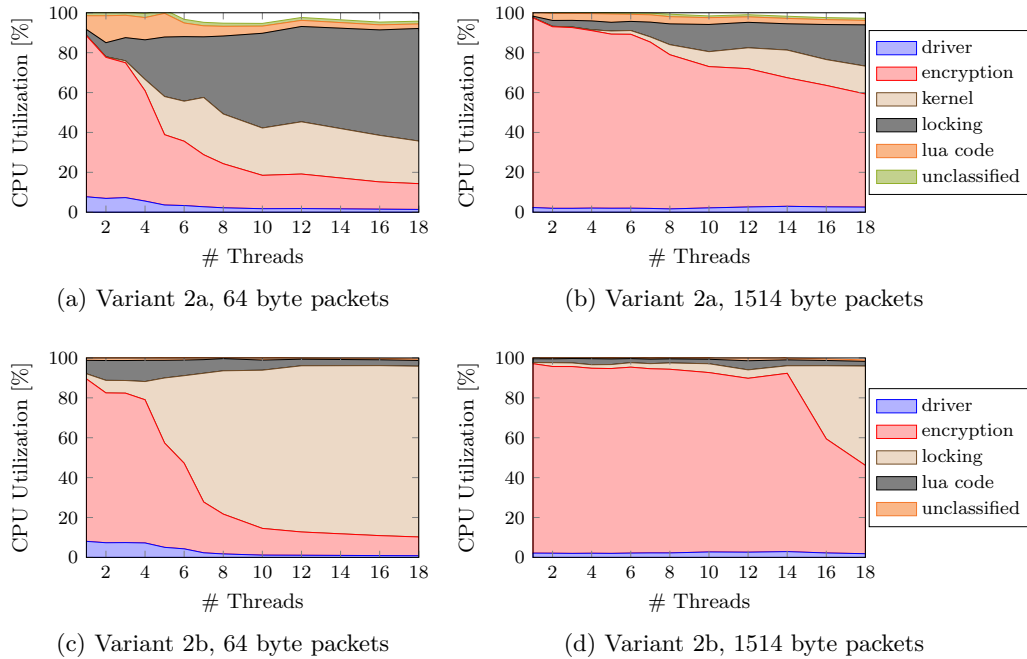 100
80
60
40
20
0
CPU Utilization [%]
2 4 6 8 10 12 14 16 18
# Threads
(a) Variant 2a, 64 byte packets
100
80
60
40
20
0
CPU Utilization [%]
2 4 6 8 10 12 14 16 18
# Threads
(b) Variant 2a, 1514 byte packets
driver
encryption
kernel
locking
lua code
unclassified
100
80
60
40
20
0
CPU Utilization [%]
2 4 6 8 10 12 14 16 18
# Threads
(c) Variant 2b, 64 byte packets
100
80
60
40
20
0
CPU Utilization [%]
2 4 6 8 10 12 14 16 18
# Threads
(d) Variant 2b, 1514 byte packets
driver
encryption
locking
lua code
unclassified